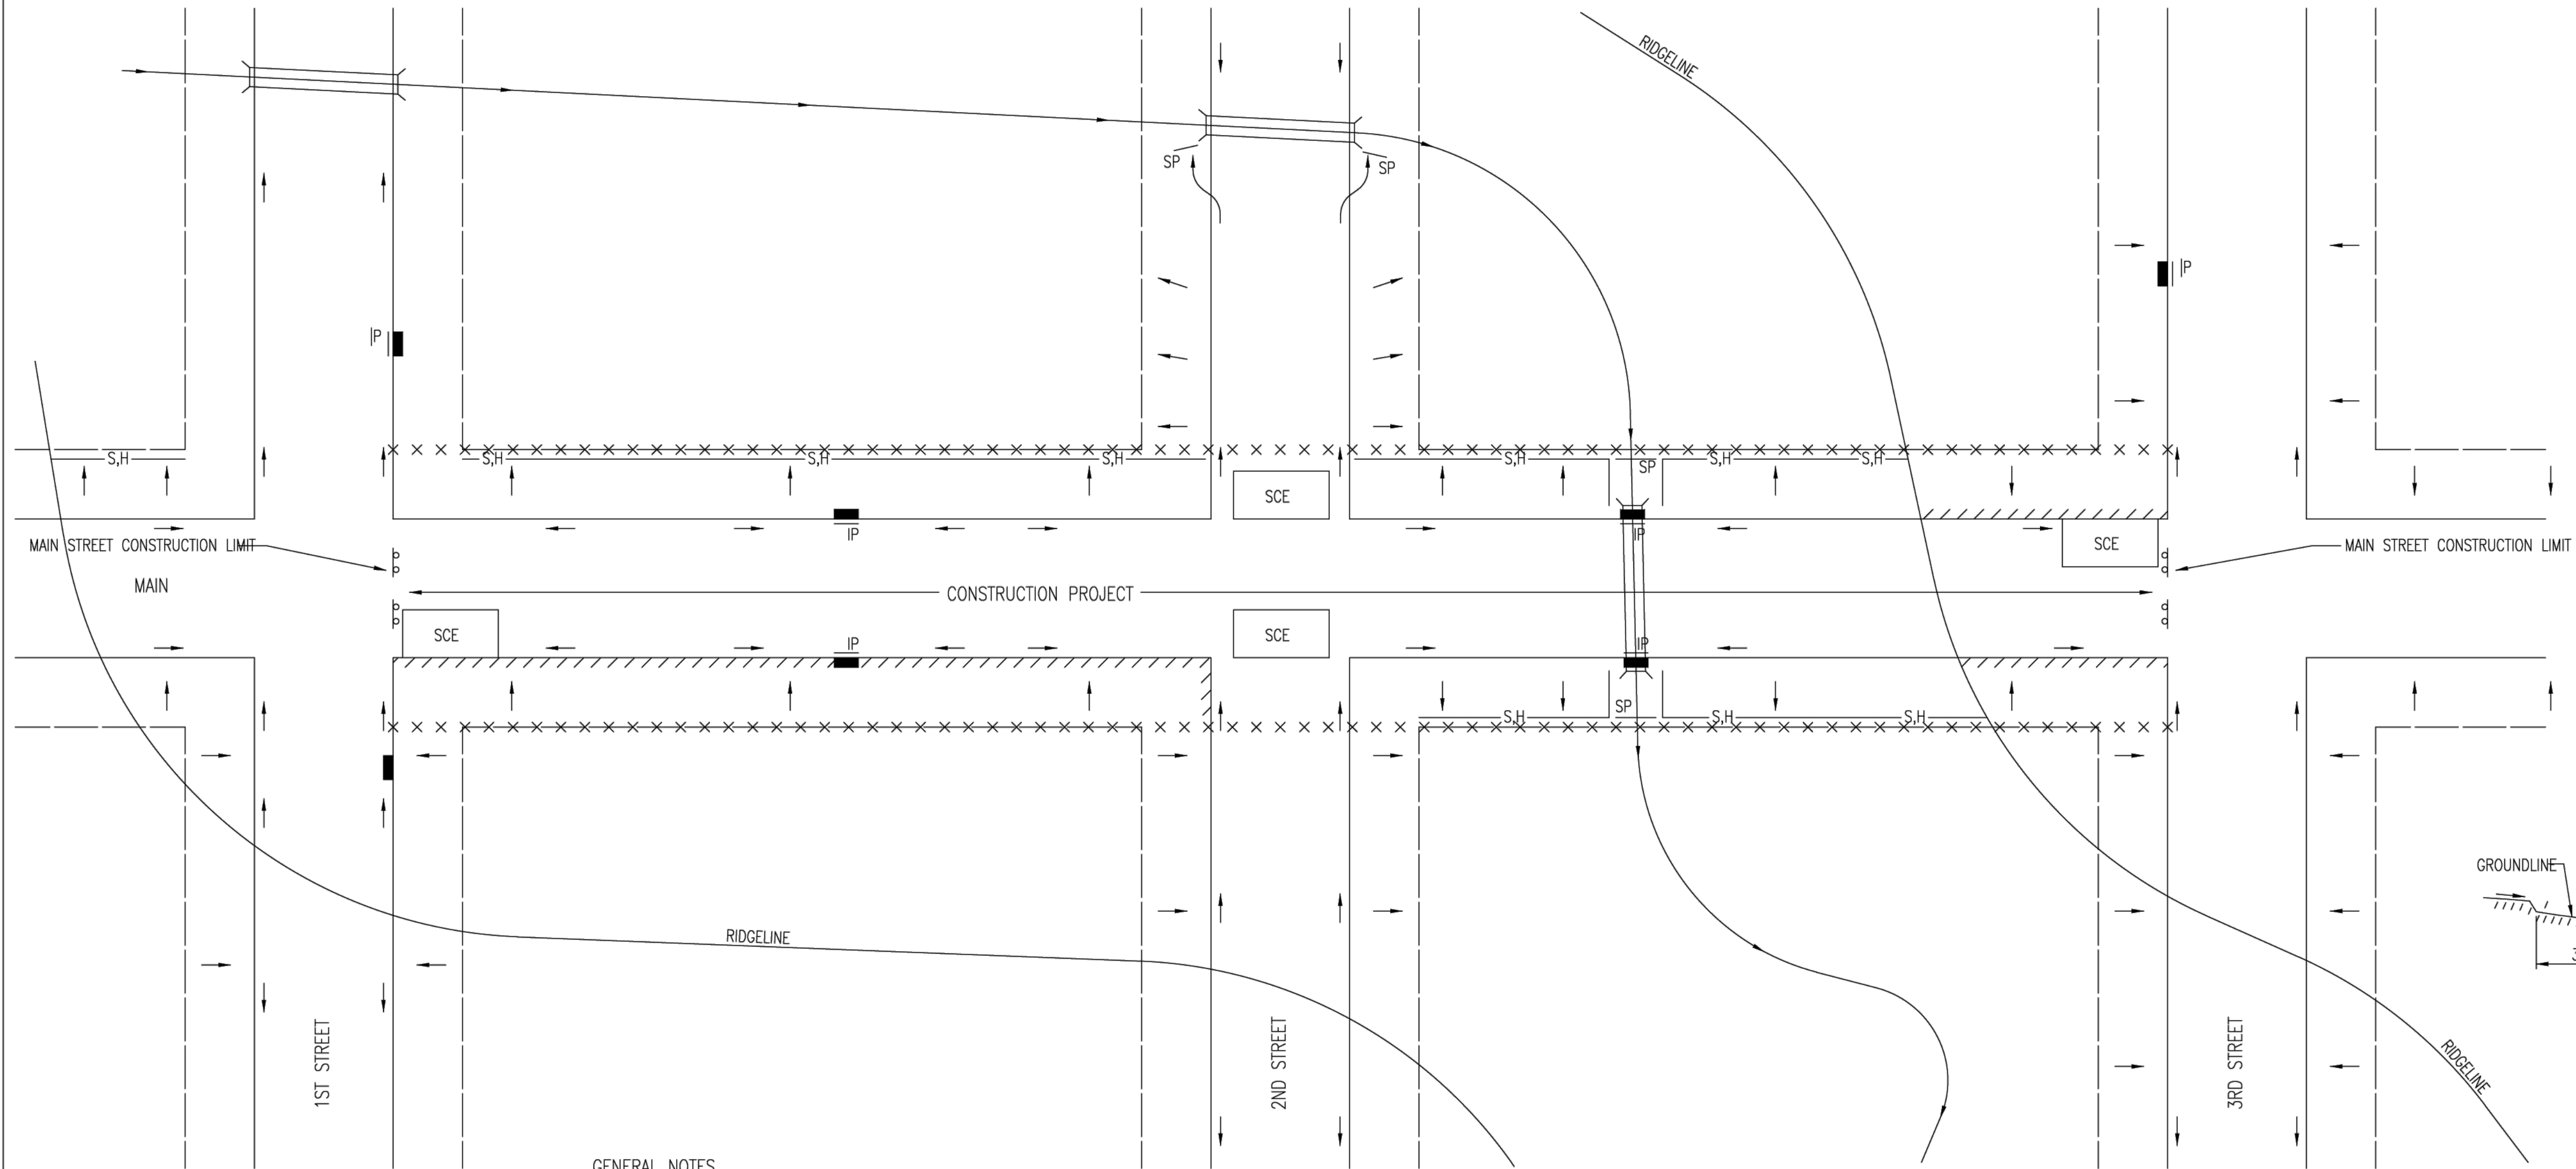 RIDGELINE
SP
SP
IP
IP
S,H
S,H
S,H
S,H
S,H
SP
S,H
S,H
SCE
IP
IP
SCE
MAIN STREET CONSTRUCTION LIMIT
MAIN STREET CONSTRUCTION LIMIT
MAIN
CONSTRUCTION PROJECT
SCE
SCE
IP
IP
S,H
SP
S,H
S,H
GROUNDLINE
RIDGELINE
1ST STREET
2ND STREET
3RD STREET
RIDGELINE
GENERAL NOTES